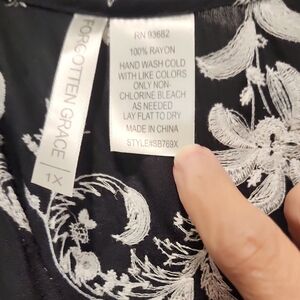 FORGOTTEN GRACE
1X
RN 93682
100% RAYON
HAND WASH COLD
WITH LIKE COLORS
ONLY NON-
CHLORINE BLEACH
AS NEEDED
LAY FLAT TO DRY
MADE IN CHINA
STYLE#SB769X